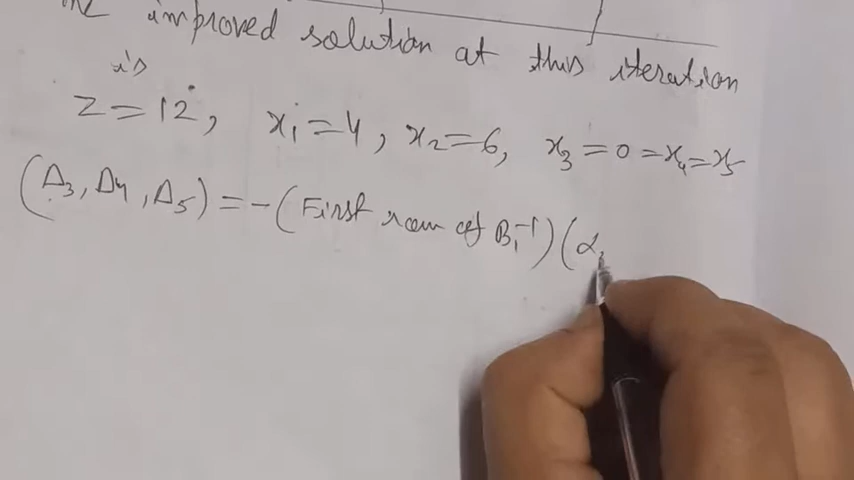 improved solution at this iteration
is
Z = 12, x₁ = 4, x₂ = 6, x₃ = 0 = x₄ = x₅
(Δ₃, Δ₄, Δ₅) = -(First row of B₁⁻¹)(α